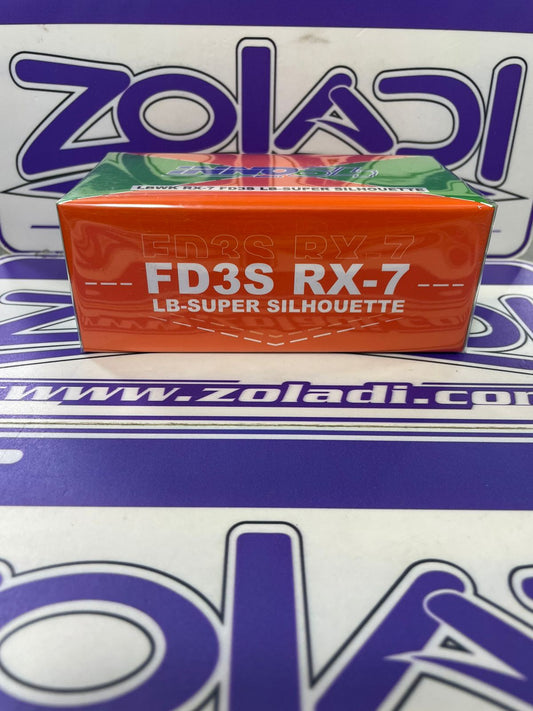 ZOLADI
LBWK RX-7 FD3S LB-SUPER SILHOUETTE
FD3S RX-7
FD3S RX-7
LB-SUPER SILHOUETTE
ZOLADI
www.zoladi.com
ZOLADI